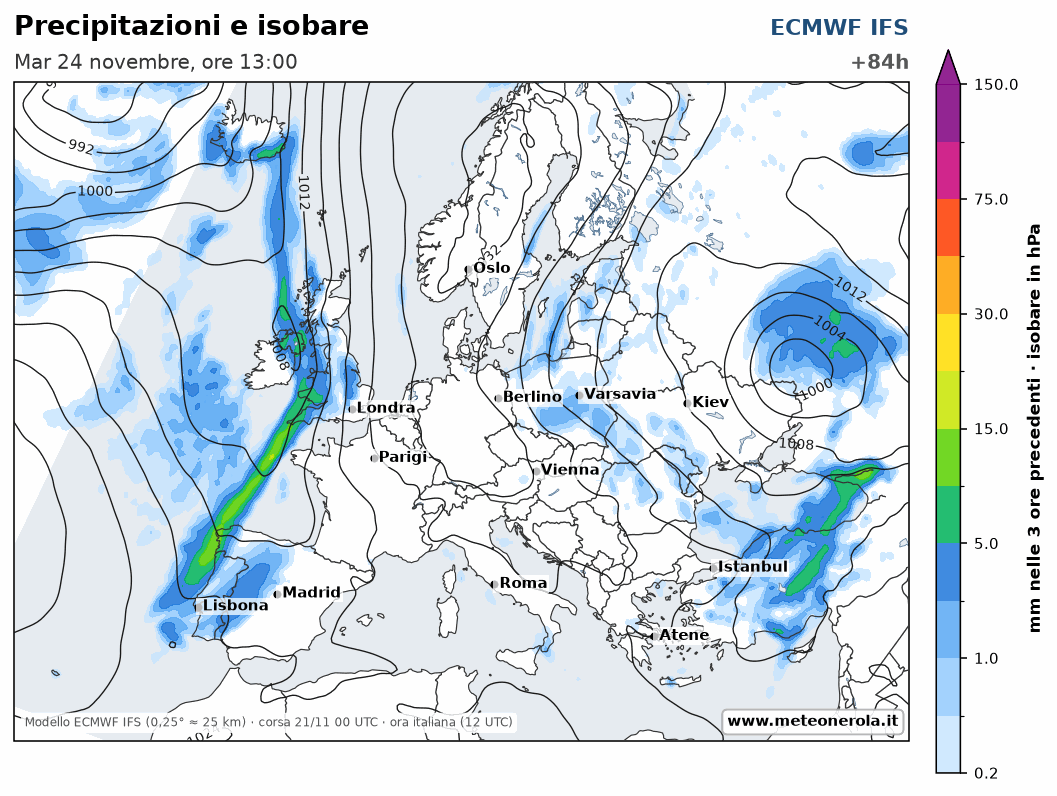 Precipitazioni e isobare
ECMWF IFS
Mar 24 novembre, ore 13:00
+84h
150.0
992
1000
1012
75.0
Oslo
1012
30.0
1004
1008
1000
Berlino
Varsavia
Kiev
Londra
15.0
1008
Parigi
Vienna
5.0
Istanbul
Roma
Madrid
Lisbona
Atene
1.0
Modello ECMWF IFS (0,25° ≈ 25 km) · corsa 21/11 00 UTC · ora italiana (12 UTC)
www.meteonerola.it
1024
0.2
mm nelle 3 ore precedenti · isobare in hPa